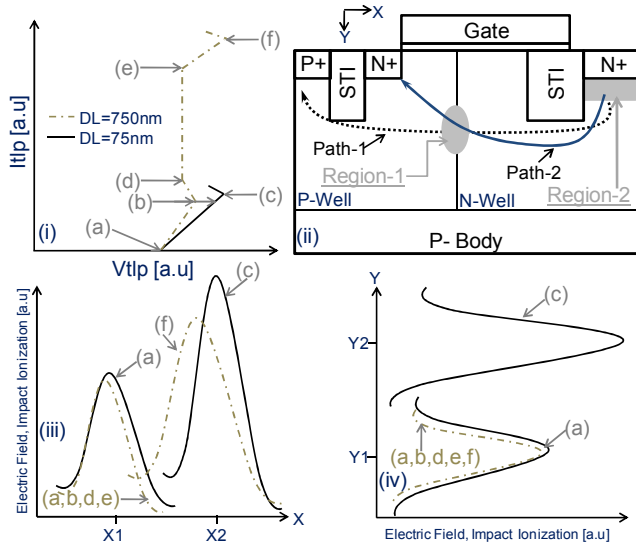 Itlp [a.u]
(f)
(e)
DL=750nm
DL=75nm
(d)
(b)
(c)
(a)
(i)
Vtlp [a.u]
X
Y
Gate
P+
STI
N+
STI
N+
Path-1
Path-2
Region-1
Region-2
P-Well
N-Well
(ii)
P- Body
Electric Field, Impact Ionization [a.u]
(c)
(f)
(a)
(iii)
(a,b,d,e)
X1
X2
X
Y
(c)
Y2
(a)
(a,b,d,e,f)
Y1
(iv)
Electric Field, Impact Ionization [a.u]